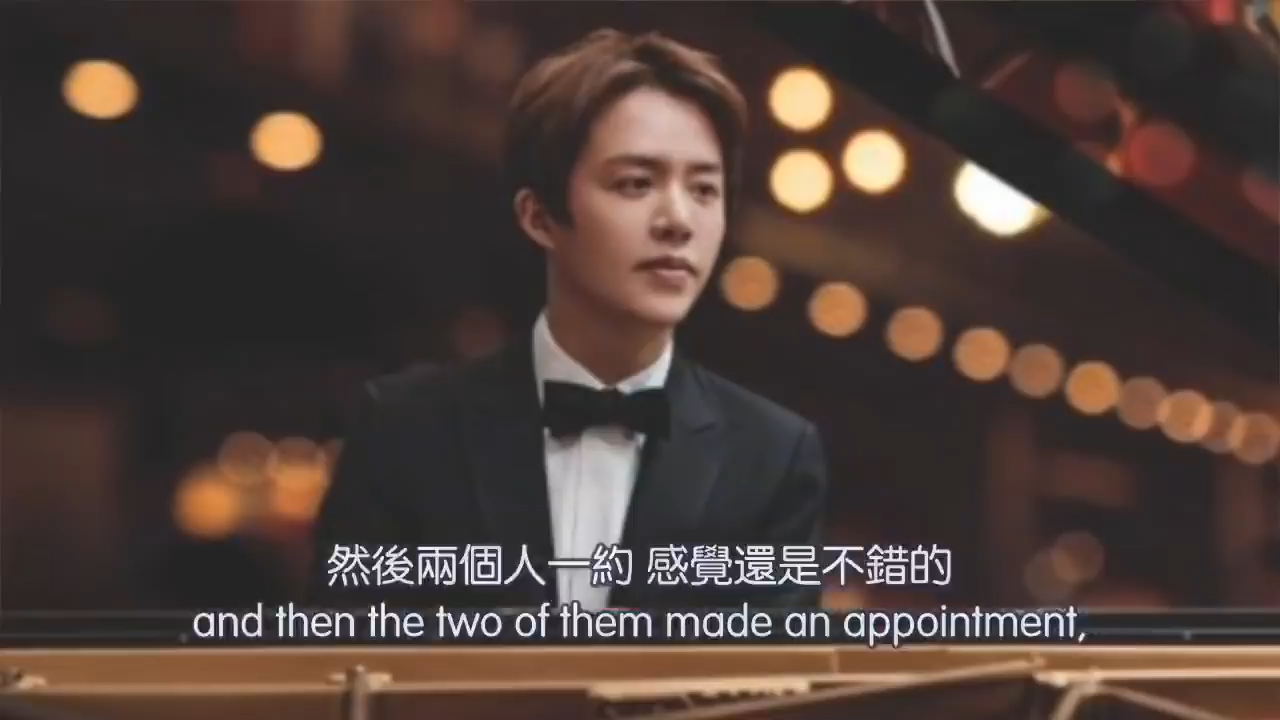 然後兩個人一約 感覺還是不錯的
and then the two of them made an appointment,